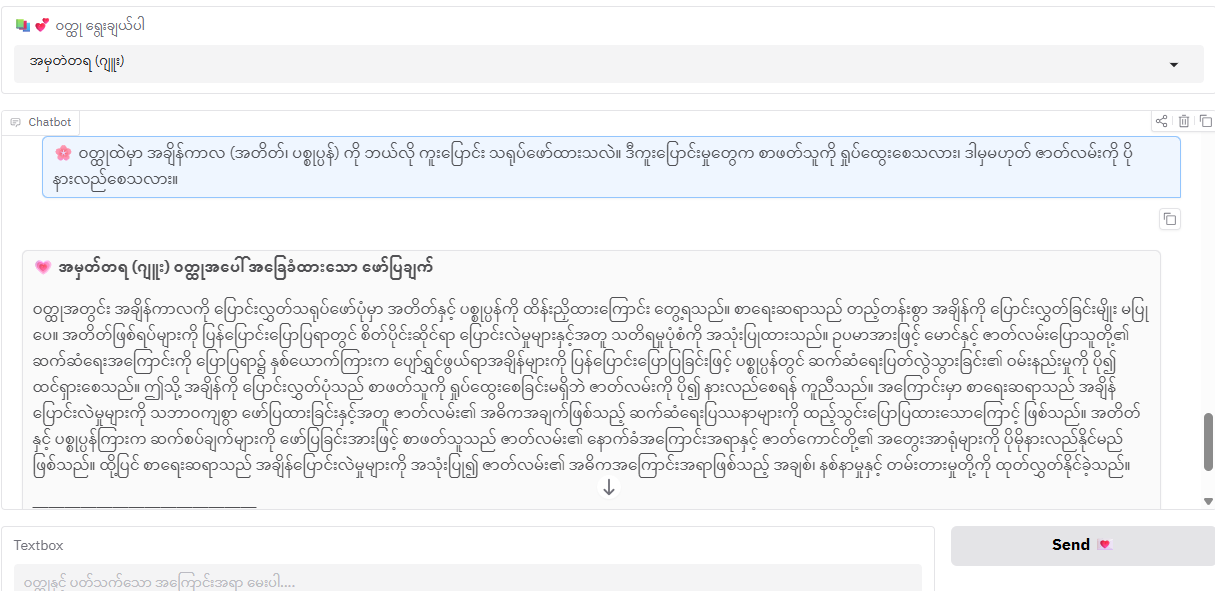 📚 💕 ဝတ္ထု ရွေးချယ်ပါ
အမှတဲတရ (ဂျူး)
Chatbot
🌸 ဝတ္ထုထဲမှာ အချိန်ကာလ (အတိတ်၊ ပစ္စုပ္ပန်) ကို ဘယ်လို ကူးပြောင်း သရုပ်ဖော်ထားသလဲ။ ဒီကူးပြောင်းမှုတွေက စာဖတ်သူကို ရှုပ်ထွေးစေသလား၊ ဒါမှမဟုတ် ဇာတ်လမ်းကို ပို
နားလည်စေသလား။
💗 အမှတ်တရ (ဂျူး) ဝတ္ထုအပေါ် အခြေခံထားသော ဖော်ပြချက်
ဝတ္ထုအတွင်း အချိန်ကာလကို ပြောင်းလွှတ်သရုပ်ဖော်ပုံမှာ အတိတ်နှင့် ပစ္စုပ္ပန်ကို ထိန်းညှိထားကြောင်း တွေ့ရသည်။ စာရေးဆရာသည် တည့်တန်းစွာ အချိန်ကို ပြောင်းလွှတ်ခြင်းမျိုး မပြု
ပေ။ အတိတ်ဖြစ်ရပ်များကို ပြန်ပြောင်းပြောပြရာတွင် စိတ်ပိုင်းဆိုင်ရာ ပြောင်းလဲမှုများနှင့်အတူ သတိရမှုပုံစံကို အသုံးပြုထားသည်။ ဥပမာအားဖြင့် မောင်နှင့် ဇာတ်လမ်းပြောသူတို့၏
ဆက်ဆံရေးအကြောင်းကို ပြောပြရာ၌ နှစ်ယောက်ကြားက ပျော်ရွှင်ဖွယ်ရာအချိန်များကို ပြန်ပြောင်းပြောပြခြင်းဖြင့် ပစ္စုပ္ပန်တွင် ဆက်ဆံရေးပြတ်လွဲသွားခြင်း၏ ဝမ်းနည်းမှုကို ပို၍
ထင်ရှားစေသည်။ ဤသို့ အချိန်ကို ပြောင်းလွှတ်ပုံသည် စာဖတ်သူကို ရှုပ်ထွေးစေခြင်းမရှိဘဲ ဇာတ်လမ်းကို ပို၍ နားလည်စေရန် ကူညီသည်။ အကြောင်းမှာ စာရေးဆရာသည် အချိန်
ပြောင်းလဲမှုများကို သဘာဝကျစွာ ဖော်ပြထားခြင်းနှင့်အတူ ဇာတ်လမ်း၏ အဓိကအချက်ဖြစ်သည့် ဆက်ဆံရေးပြဿနာများကို ထည့်သွင်းပြောပြထားသောကြောင့် ဖြစ်သည်။ အတိတ်
နှင့် ပစ္စုပ္ပန်ကြားက ဆက်စပ်ချက်များကို ဖော်ပြခြင်းအားဖြင့် စာဖတ်သူသည် ဇာတ်လမ်း၏ နောက်ခံအကြောင်းအရာနှင့် ဇာတ်ကောင်တို့၏ အတွေးအာရုံများကို ပိုမိုနားလည်နိုင်မည်
ဖြစ်သည်။ ထို့ပြင် စာရေးဆရာသည် အချိန်ပြောင်းလဲမှုများကို အသုံးပြု၍ ဇာတ်လမ်း၏ အဓိကအကြောင်းအရာဖြစ်သည့် အချစ်၊ နစ်နာမှုနှင့် တမ်းတားမှုတို့ကို ထုတ်လွှတ်နိုင်ခဲ့သည်။
Textbox
Send 💌
ဝတ္ထုနှင့် ပတ်သက်သော အကြောင်းအရာ မေးပါ....